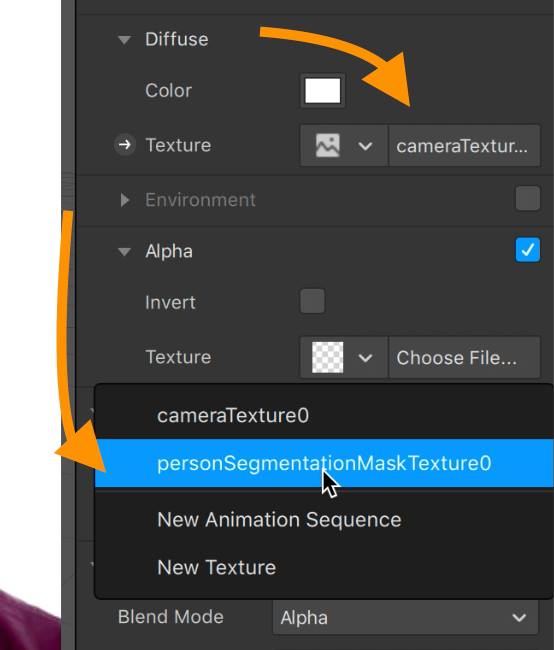 Diffuse
Color
Texture cameraTextur...
Environment
Alpha
Invert
Texture Choose File...
cameraTexture0
personSegmentationMaskTexture0
New Animation Sequence
New Texture
Blend Mode Alpha